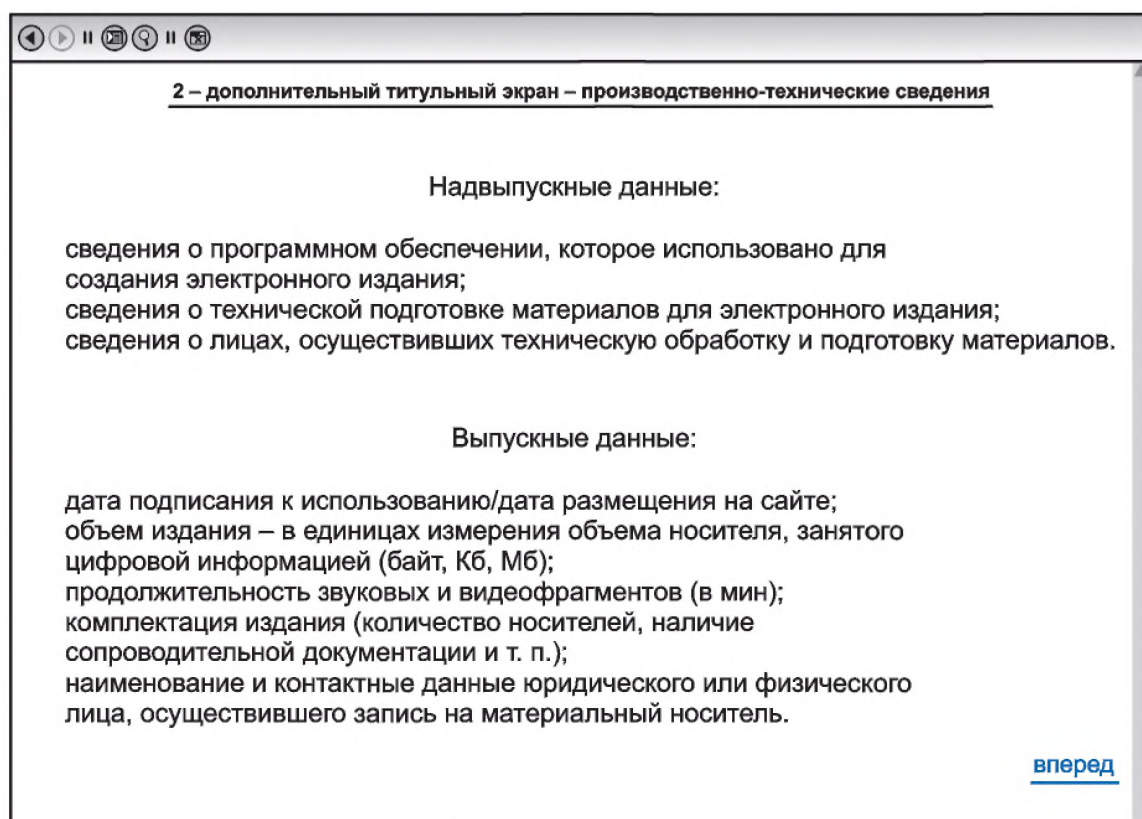 2 – дополнительный титульный экран – производственно-технические сведения
Надвыпускные данные:
сведения о программном обеспечении, которое использовано для
создания электронного издания;
сведения о технической подготовке материалов для электронного издания;
сведения о лицах, осуществивших техническую обработку и подготовку материалов.
Выпускные данные:
дата подписания к использованию/дата размещения на сайте;
объем издания – в единицах измерения объема носителя, занятого
цифровой информацией (байт, Кб, Мб);
продолжительность звуковых и видеофрагментов (в мин);
комплектация издания (количество носителей, наличие
сопроводительной документации и т. п.);
наименование и контактные данные юридического или физического
лица, осуществившего запись на материальный носитель.
вперед